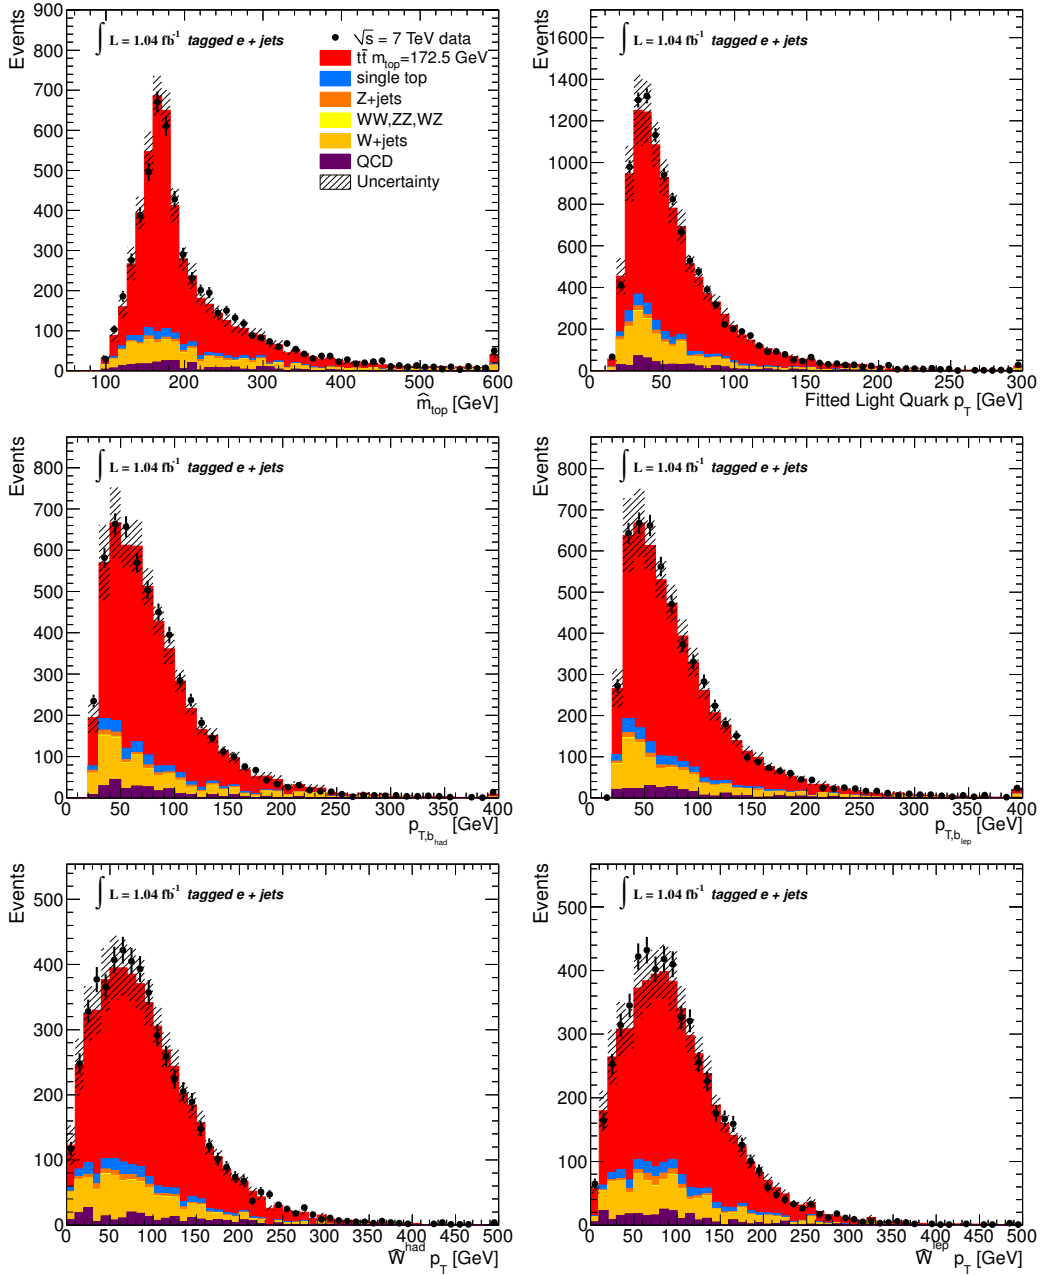 Events
900
800
700
600
500
400
300
200
100
0
∫ L = 1.04 fb⁻¹ tagged e + jets
√s = 7 TeV data
tt̄ m_top=172.5 GeV
single top
Z+jets
WW,ZZ,WZ
W+jets
QCD
Uncertainty
100 200 300 400 500 600
m̂_top [GeV]
Events
1600
1400
1200
1000
800
600
400
200
0
∫ L = 1.04 fb⁻¹ tagged e + jets
0 50 100 150 200 250 300
Fitted Light Quark p_T [GeV]
Events
800
700
600
500
400
300
200
100
0
∫ L = 1.04 fb⁻¹ tagged e + jets
0 50 100 150 200 250 300 350 400
p_T,b_had [GeV]
Events
800
700
600
500
400
300
200
100
0
∫ L = 1.04 fb⁻¹ tagged e + jets
0 50 100 150 200 250 300 350 400
p_T,b_lep [GeV]
Events
500
400
300
200
100
0
∫ L = 1.04 fb⁻¹ tagged e + jets
0 50 100 150 200 250 300 350 400 450 500
Ŵ^had p_T [GeV]
Events
500
400
300
200
100
0
∫ L = 1.04 fb⁻¹ tagged e + jets
0 50 100 150 200 250 300 350 400 450 500
Ŵ^lep p_T [GeV]